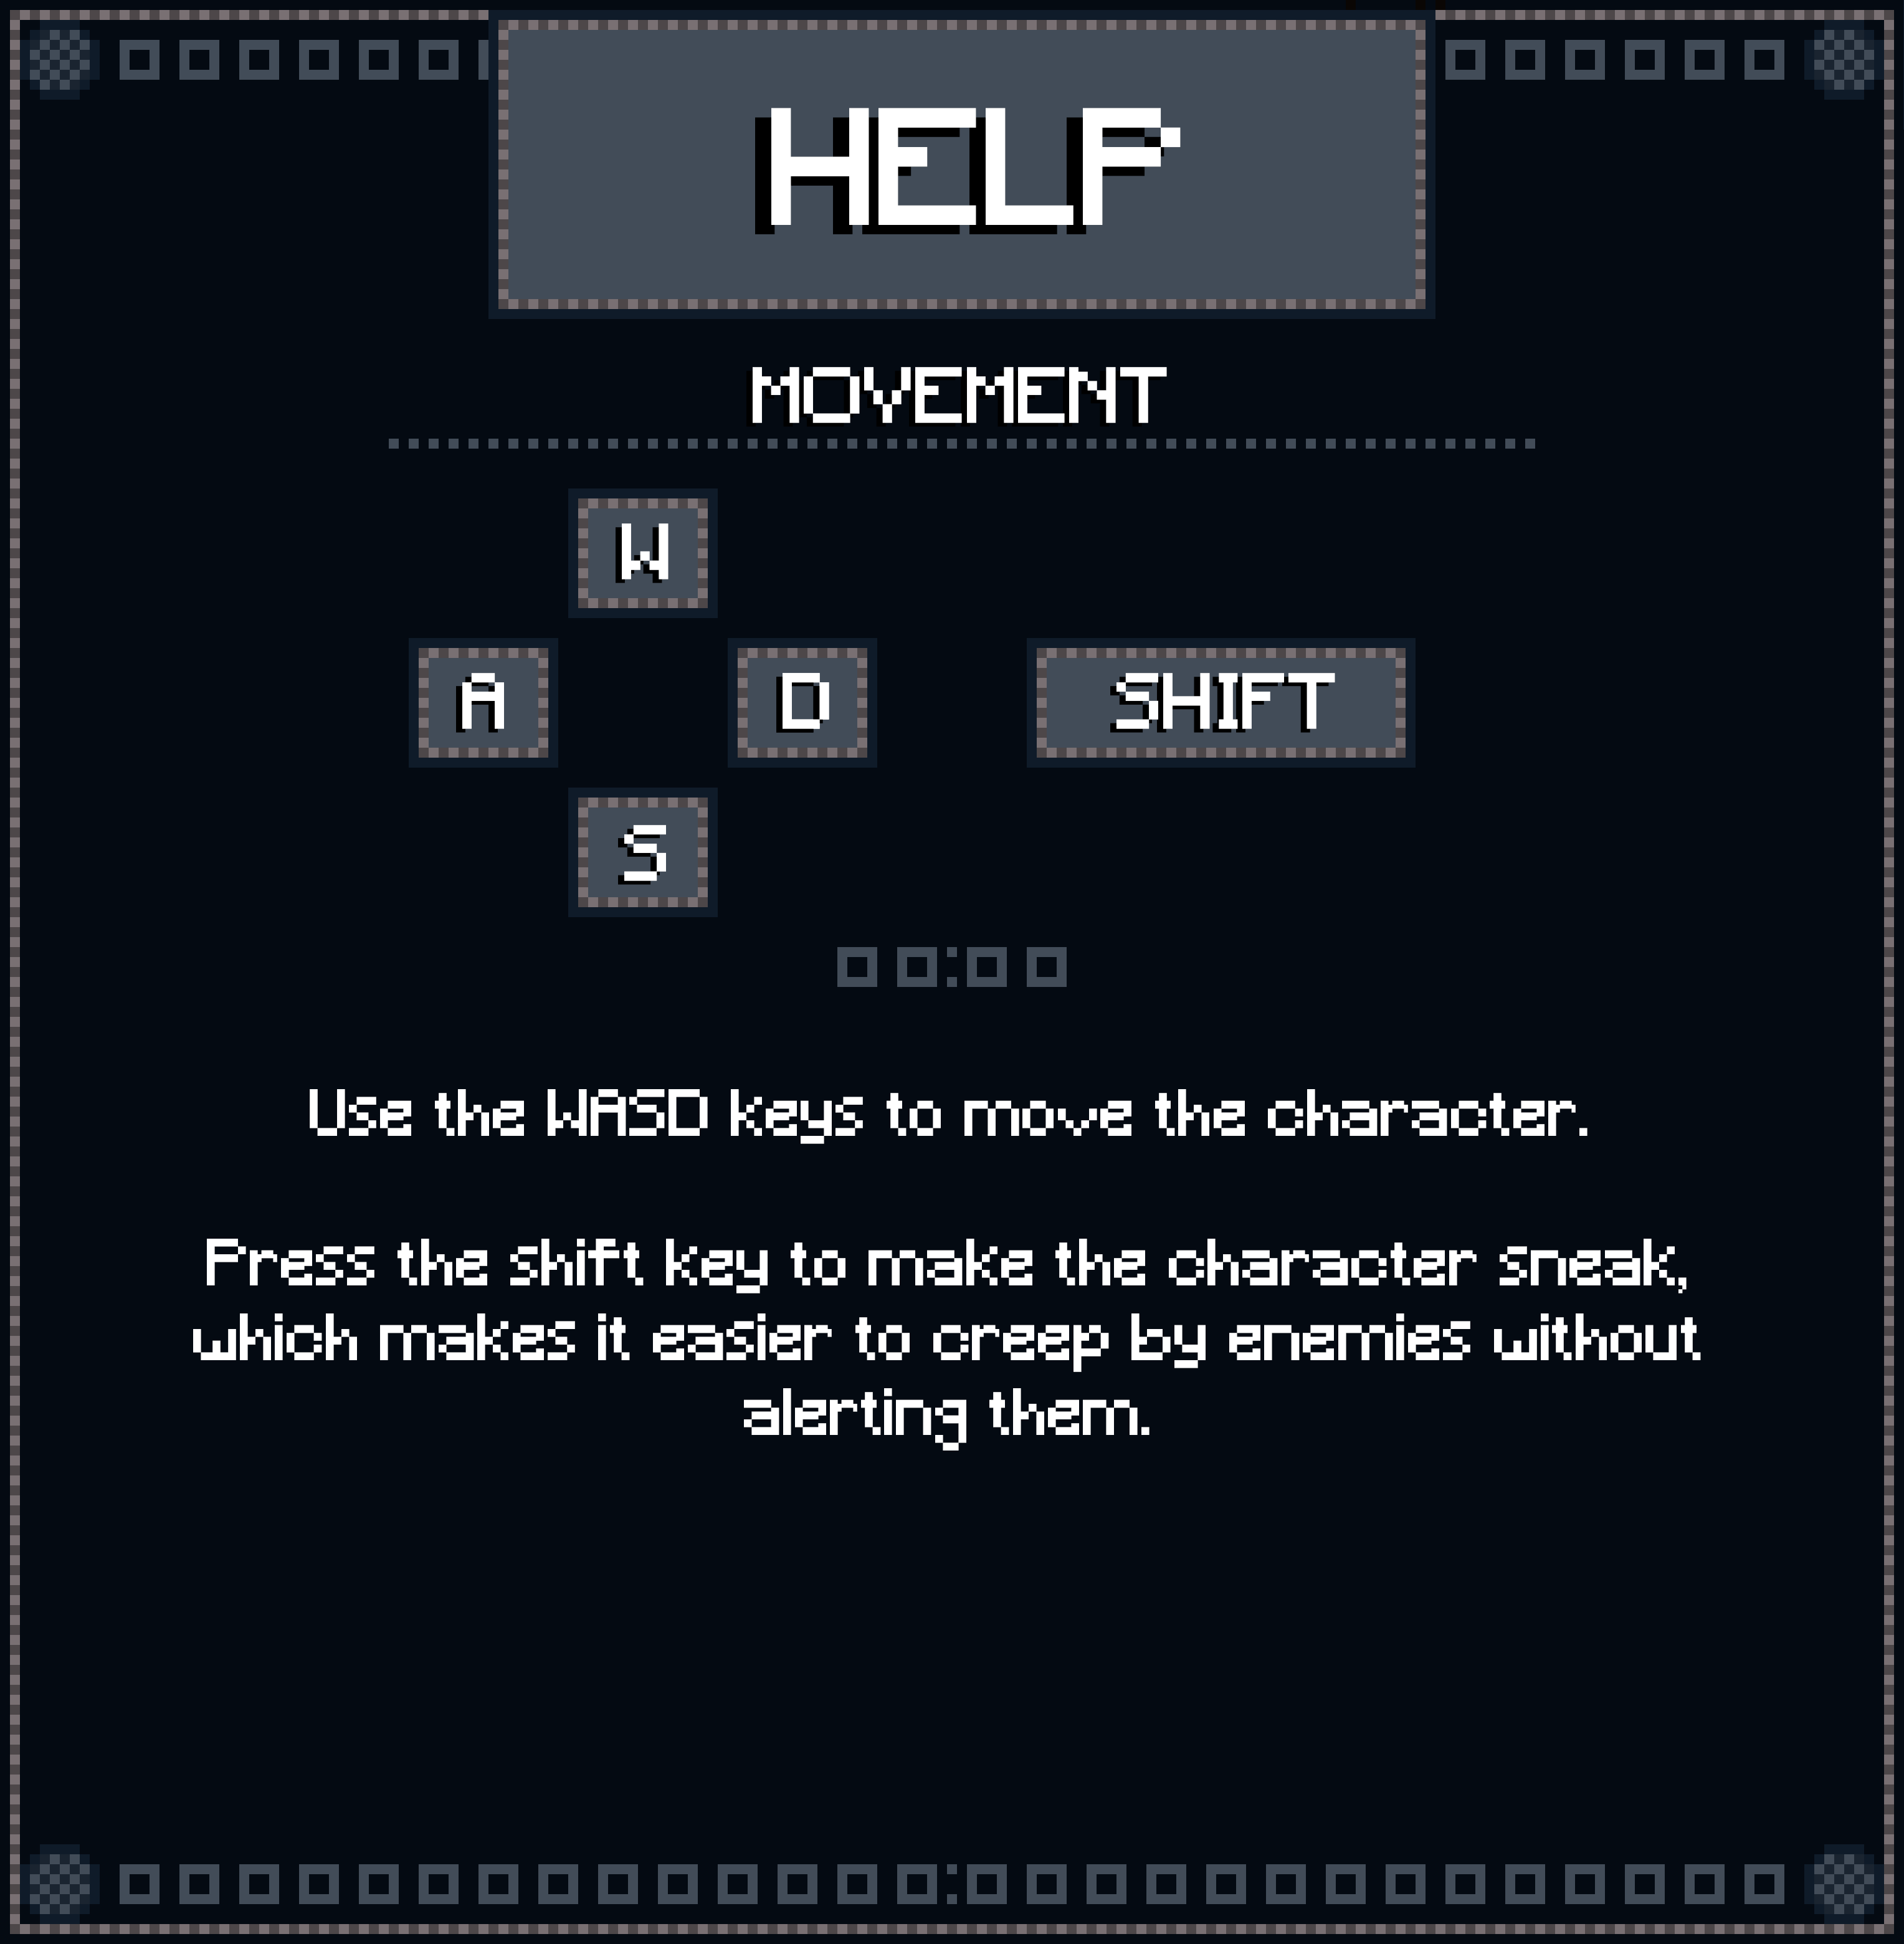 HELP
MOVEMENT
W
A D SHIFT
S
Use the WASD keys to move the character.
Press the shift key to make the character sneak,
which makes it easier to creep by enemies without
alerting them.